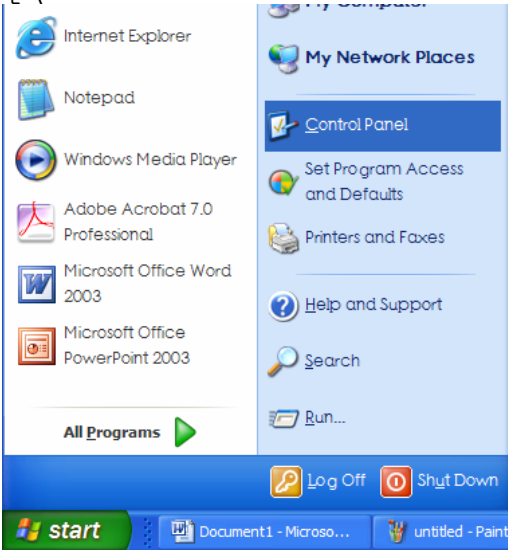 Internet Explorer
Notepad
Windows Media Player
Adobe Acrobat 7.0
Professional
Microsoft Office Word
2003
Microsoft Office
PowerPoint 2003
All Programs
My Computer
My Network Places
Control Panel
Set Program Access
and Defaults
Printers and Faxes
Help and Support
Search
Run...
Log Off
Shut Down
start
Document1 - Microso...
untitled - Paint